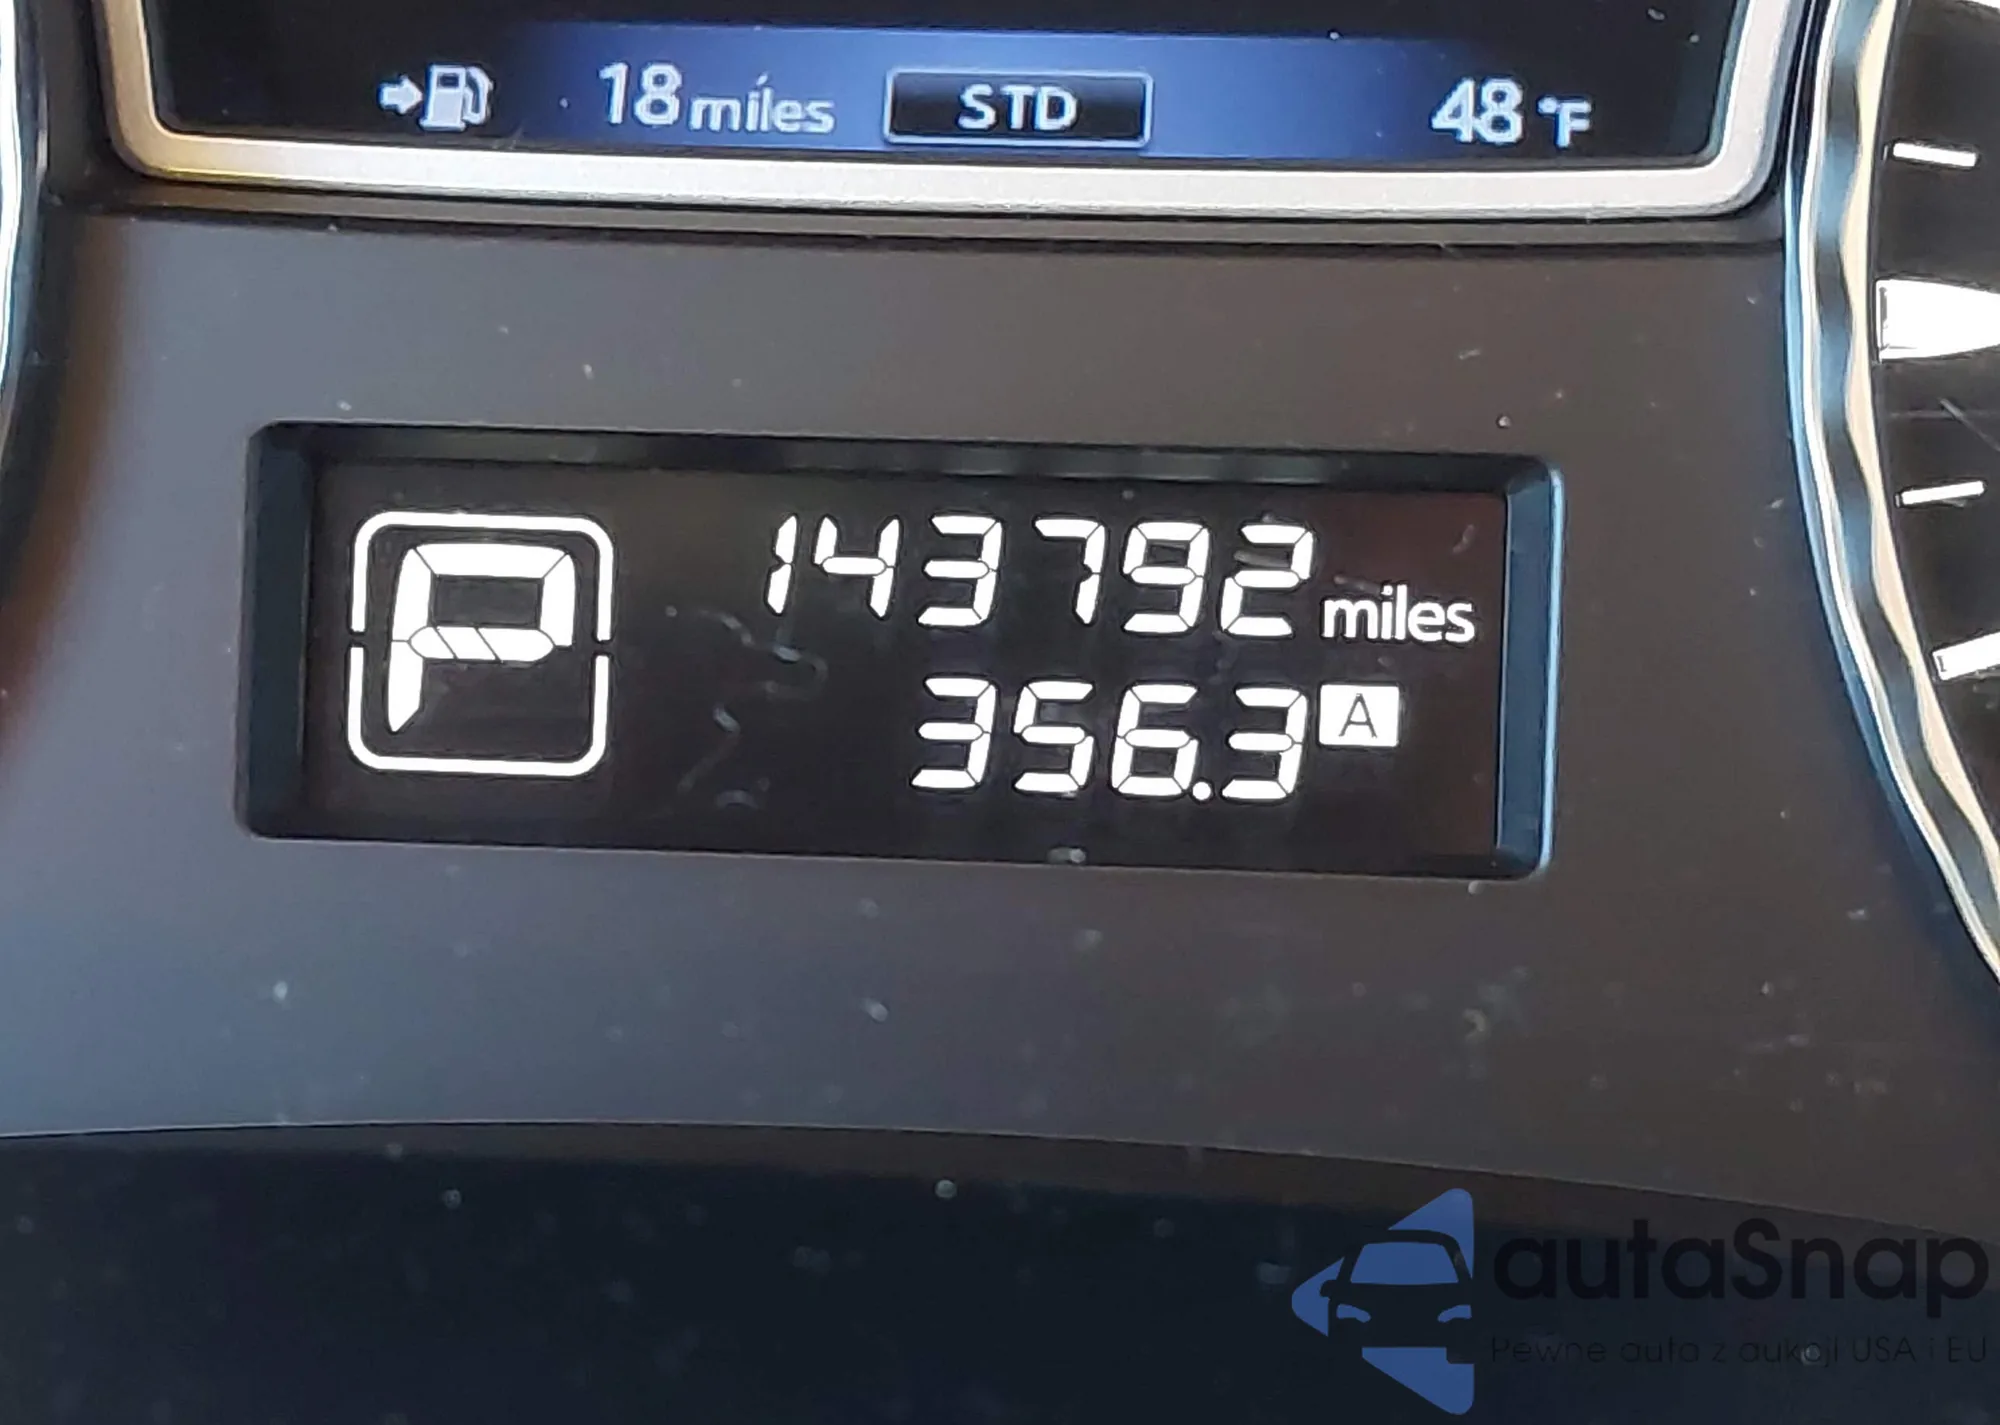 18 miles STD 48 °F
P 143792 miles
356.3 A
autaSnap
Pewne auta z aukcji USA i EU